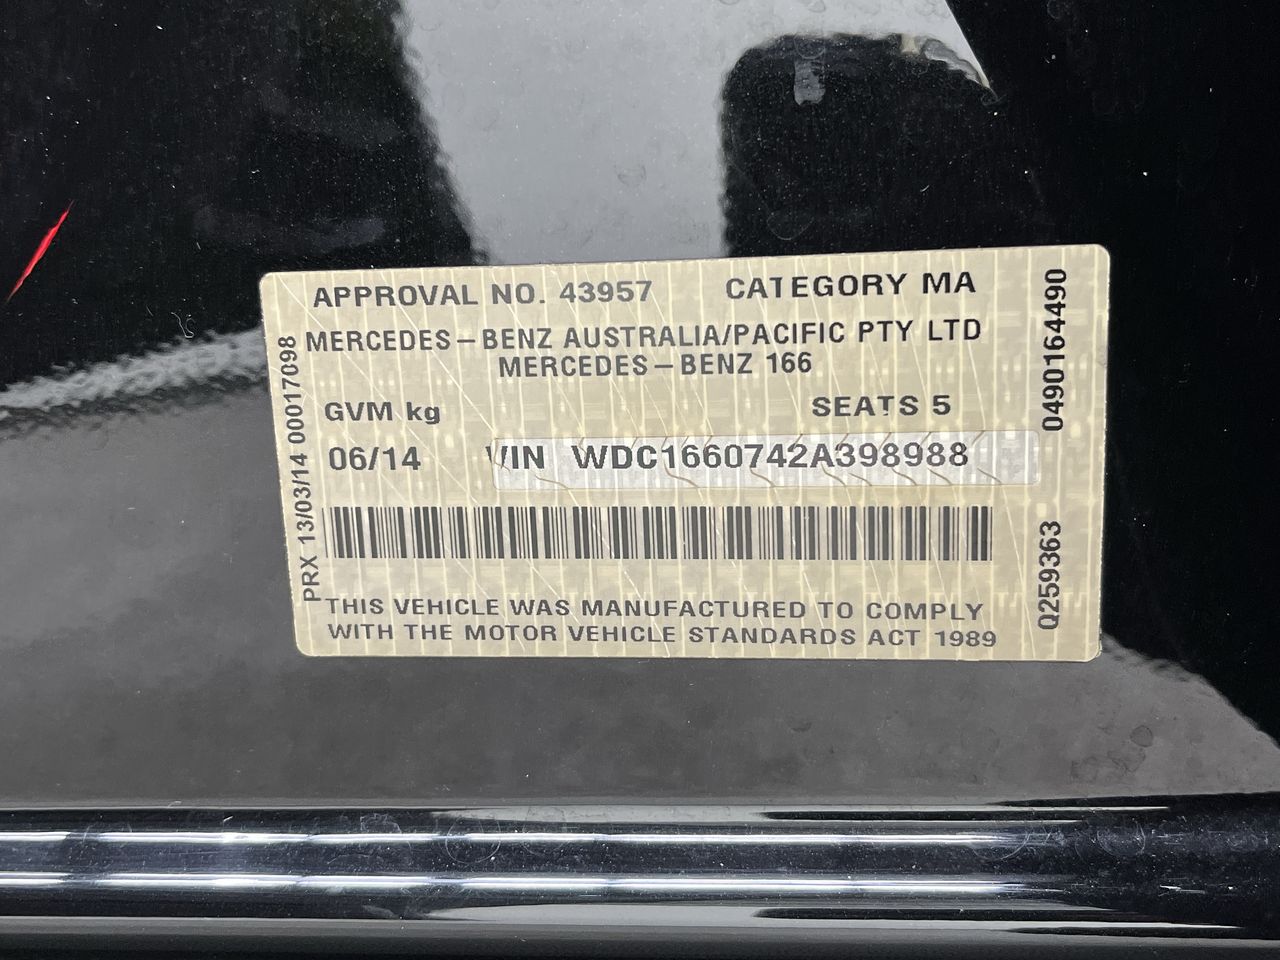 APPROVAL NO. 43957 CATEGORY MA
MERCEDES-BENZ AUSTRALIA/PACIFIC PTY LTD
MERCEDES-BENZ 166
GVM kg SEATS 5
06/14 VIN WDC1660742A398988
THIS VEHICLE WAS MANUFACTURED TO COMPLY
WITH THE MOTOR VEHICLE STANDARDS ACT 1989
PRX 13/03/14 00017098
0490164490
Q259363